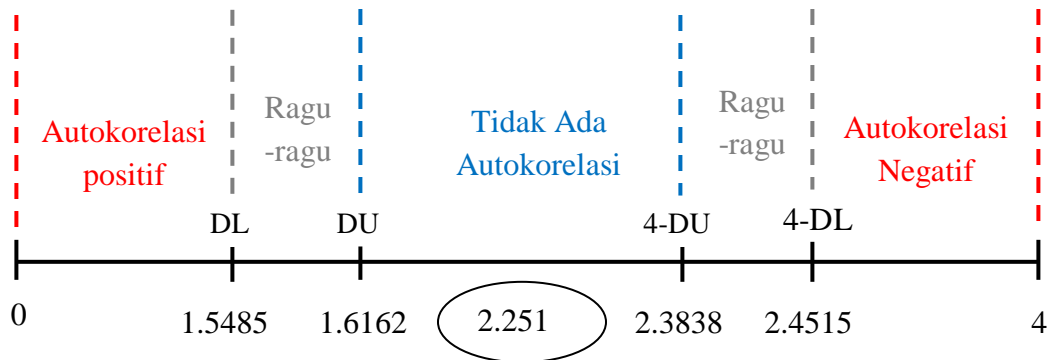 Autokorelasi
positif
Ragu
-ragu
Tidak Ada
Autokorelasi
Ragu
-ragu
Autokorelasi
Negatif
DL
DU
4-DU
4-DL
0
1.5485
1.6162
2.251
2.3838
2.4515
4